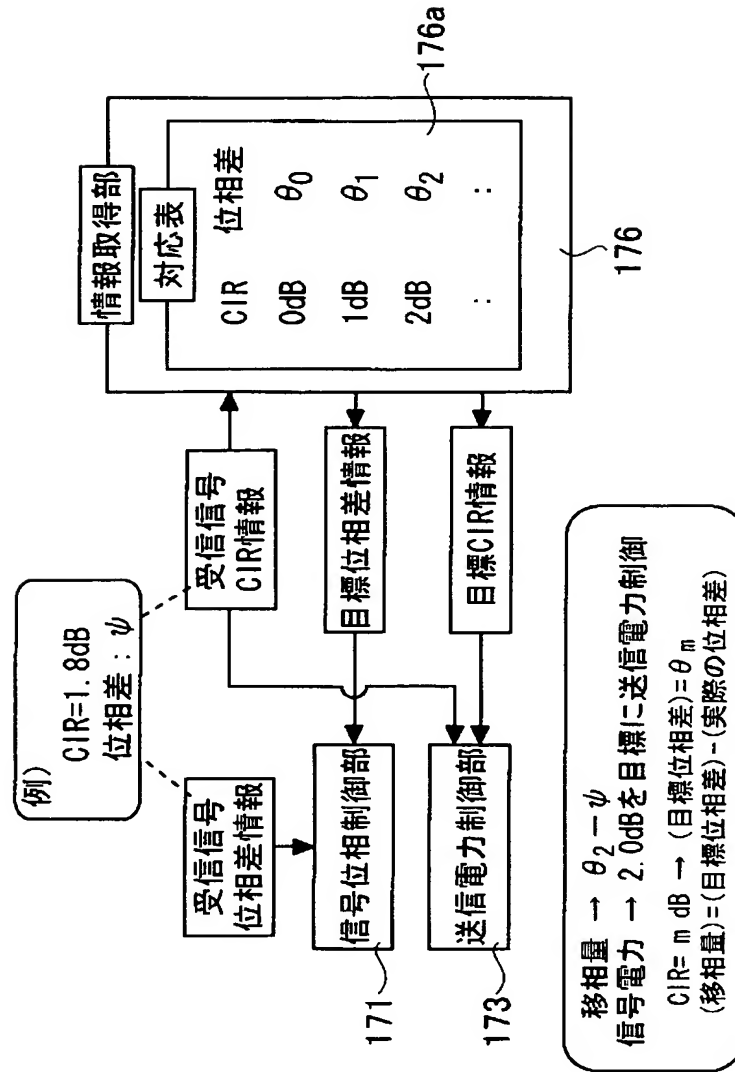 例)
CIR=1.8dB
位相差: ψ
受信信号
位相差情報
受信信号
CIR情報
情報取得部
対応表
CIR 位相差
0dB θ0
1dB θ1
2dB θ2
: :
176a
176
目標位相差情報
目標CIR情報
信号位相制御部
171
送信電力制御部
173
移相量 → θ2-ψ
信号電力 → 2.0dBを目標に送信電力制御
CIR= m dB → (目標位相差)=θm
(移相量)=(目標位相差)-(実際の位相差)